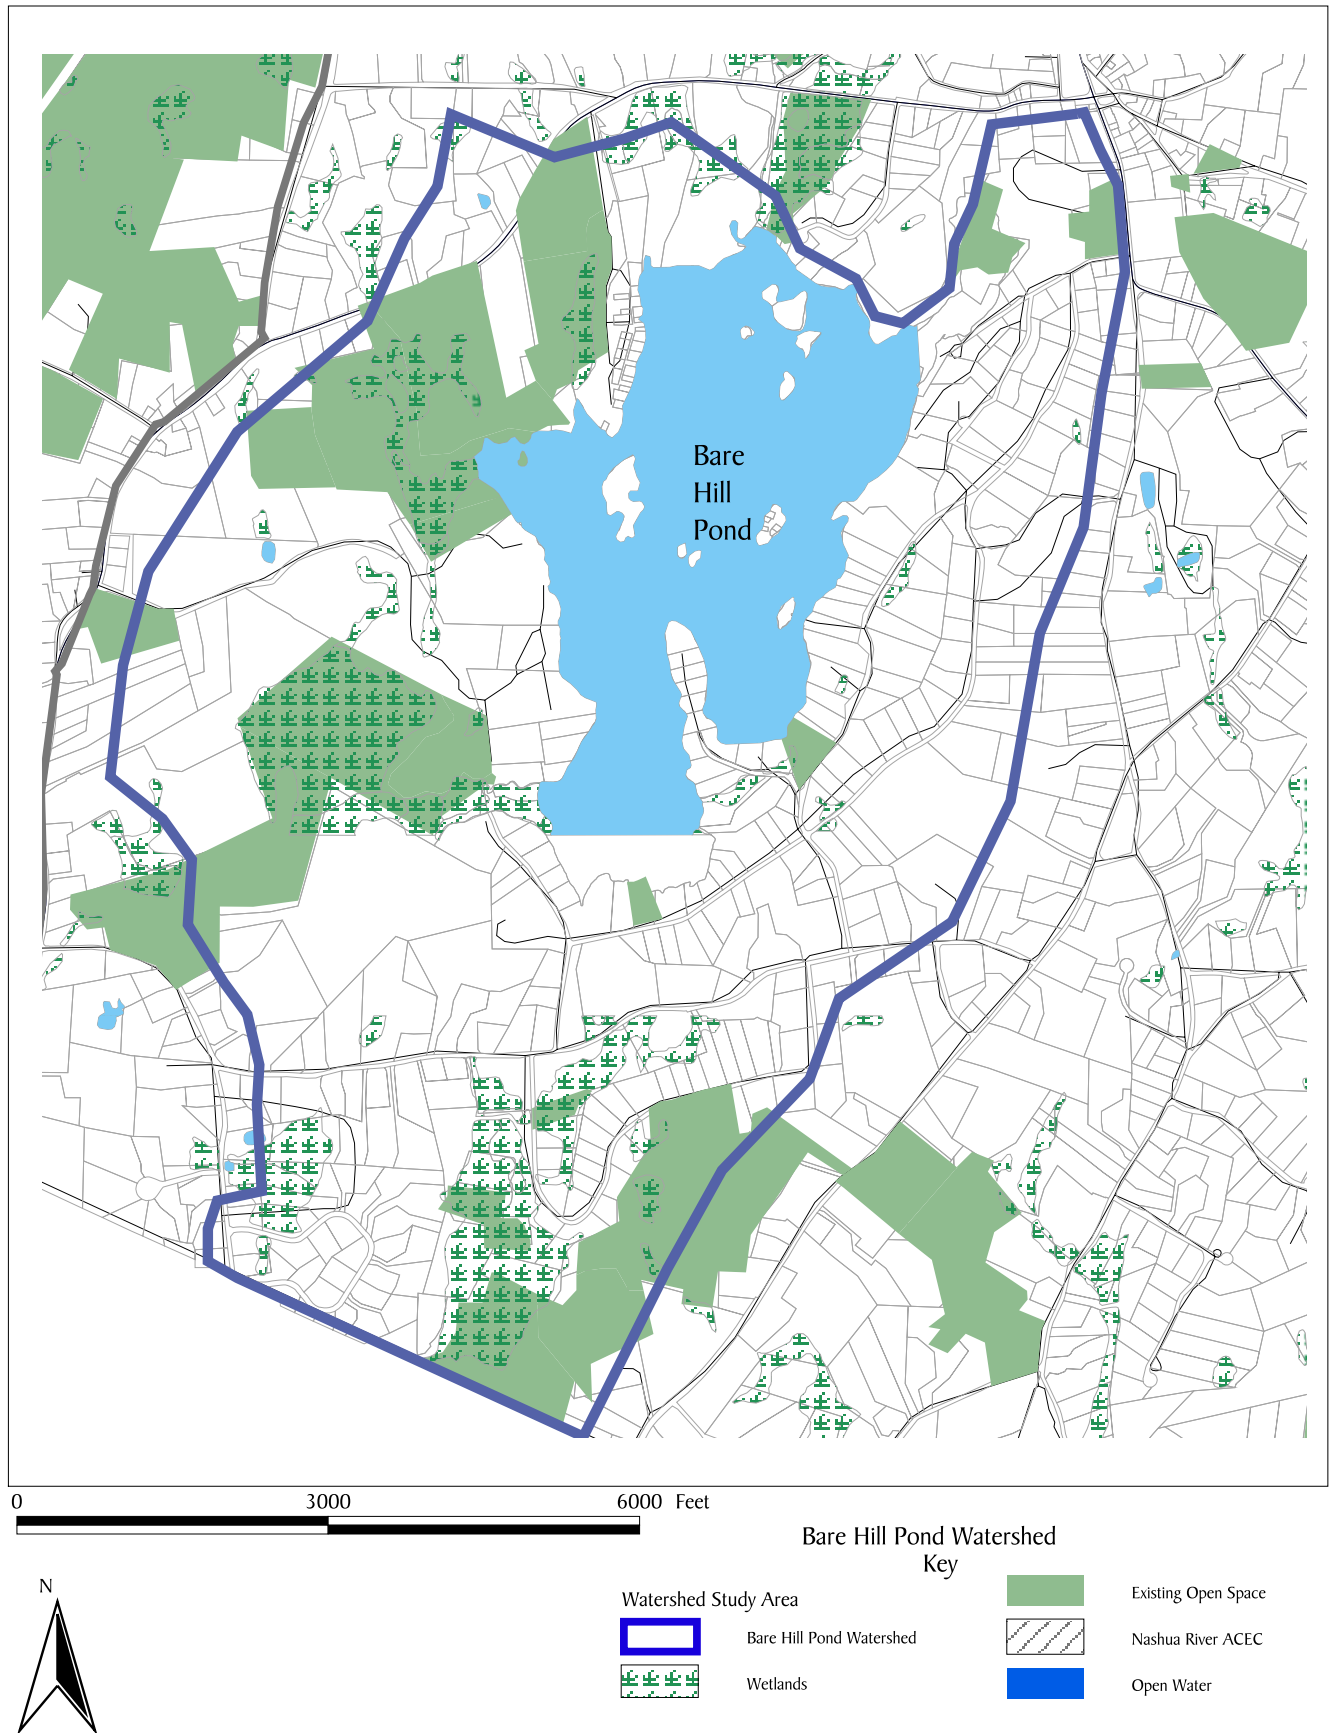 Bare
Hill
Pond
0 3000 6000 Feet
N
Bare Hill Pond Watershed
Key
Watershed Study Area
Bare Hill Pond Watershed
Wetlands
Existing Open Space
Nashua River ACEC
Open Water